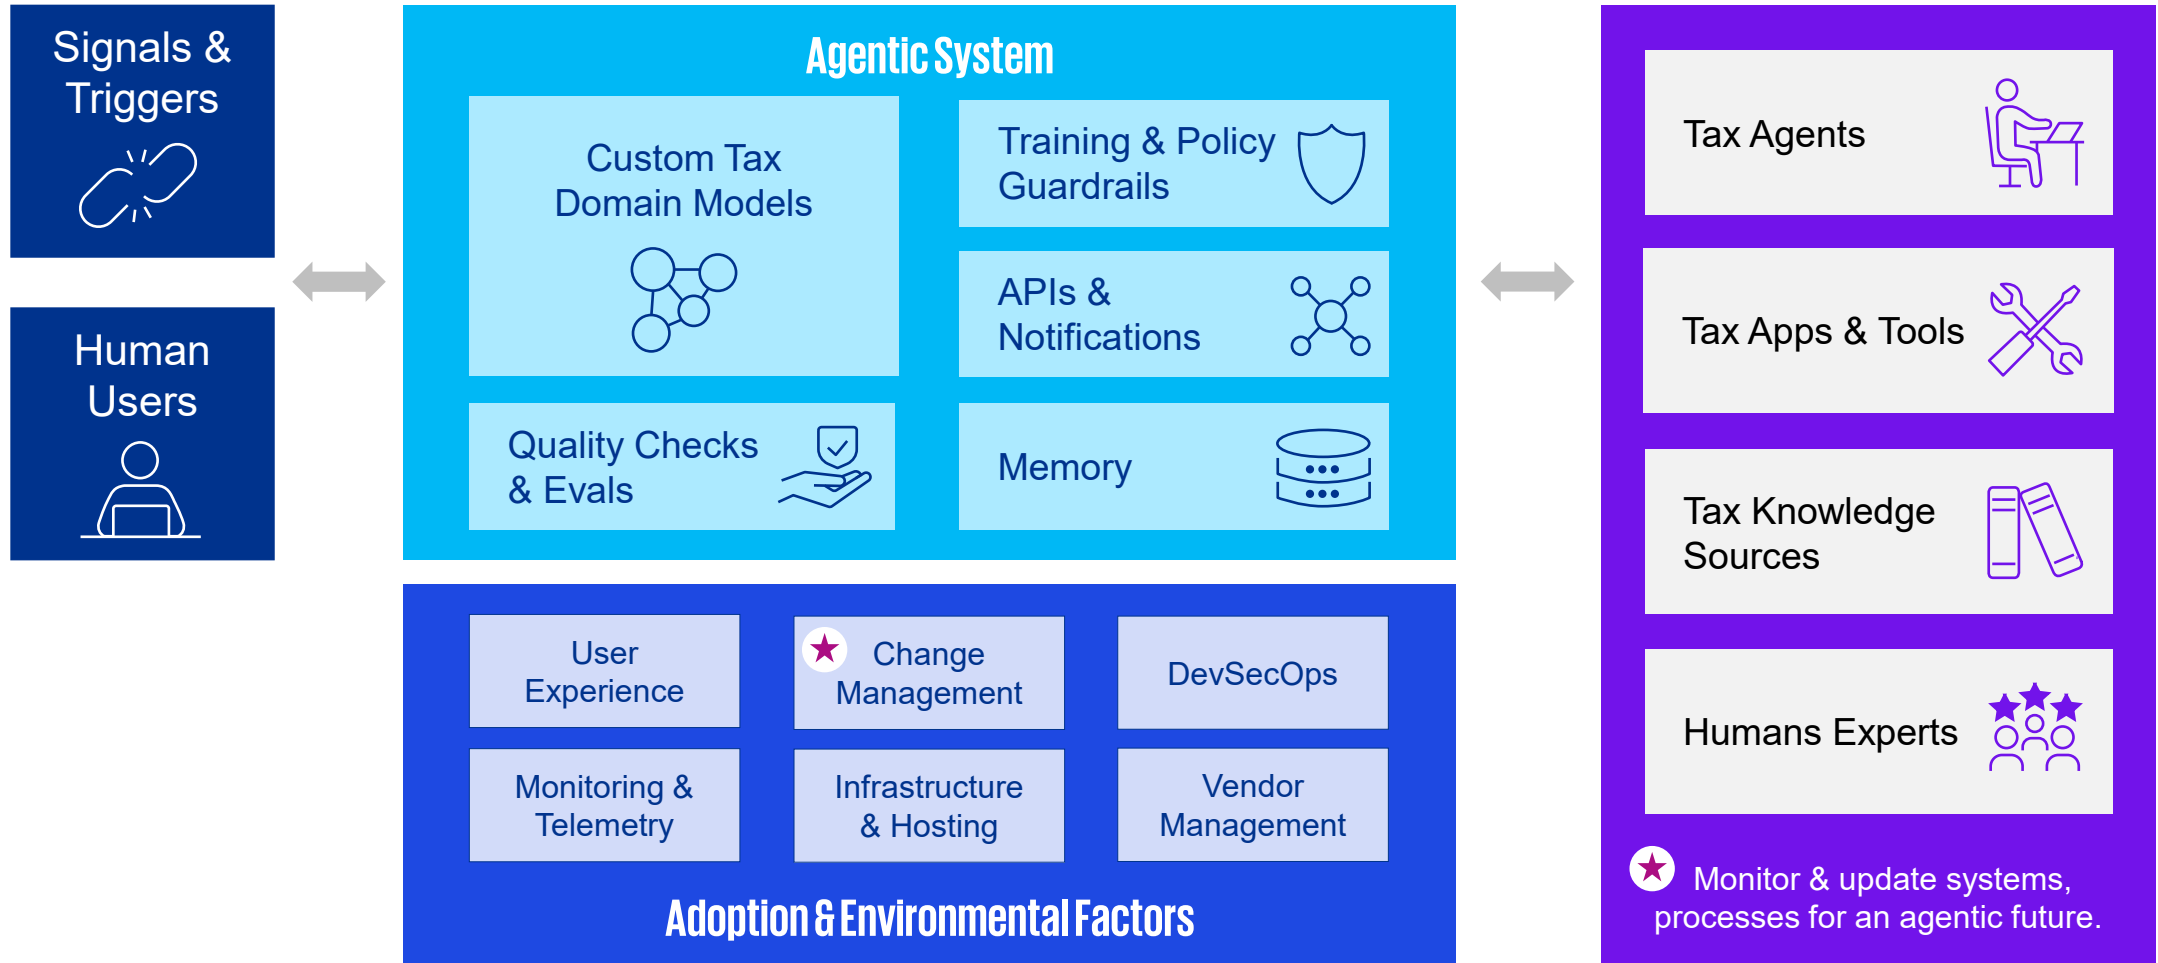 Signals &
Triggers
Human
Users
Agentic System
Custom Tax
Domain Models
Training & Policy
Guardrails
APIs &
Notifications
Quality Checks
& Evals
Memory
User
Experience
Change
Management
DevSecOps
Monitoring &
Telemetry
Infrastructure
& Hosting
Vendor
Management
Adoption & Environmental Factors
Tax Agents
Tax Apps & Tools
Tax Knowledge
Sources
Humans Experts
Monitor & update systems,
processes for an agentic future.